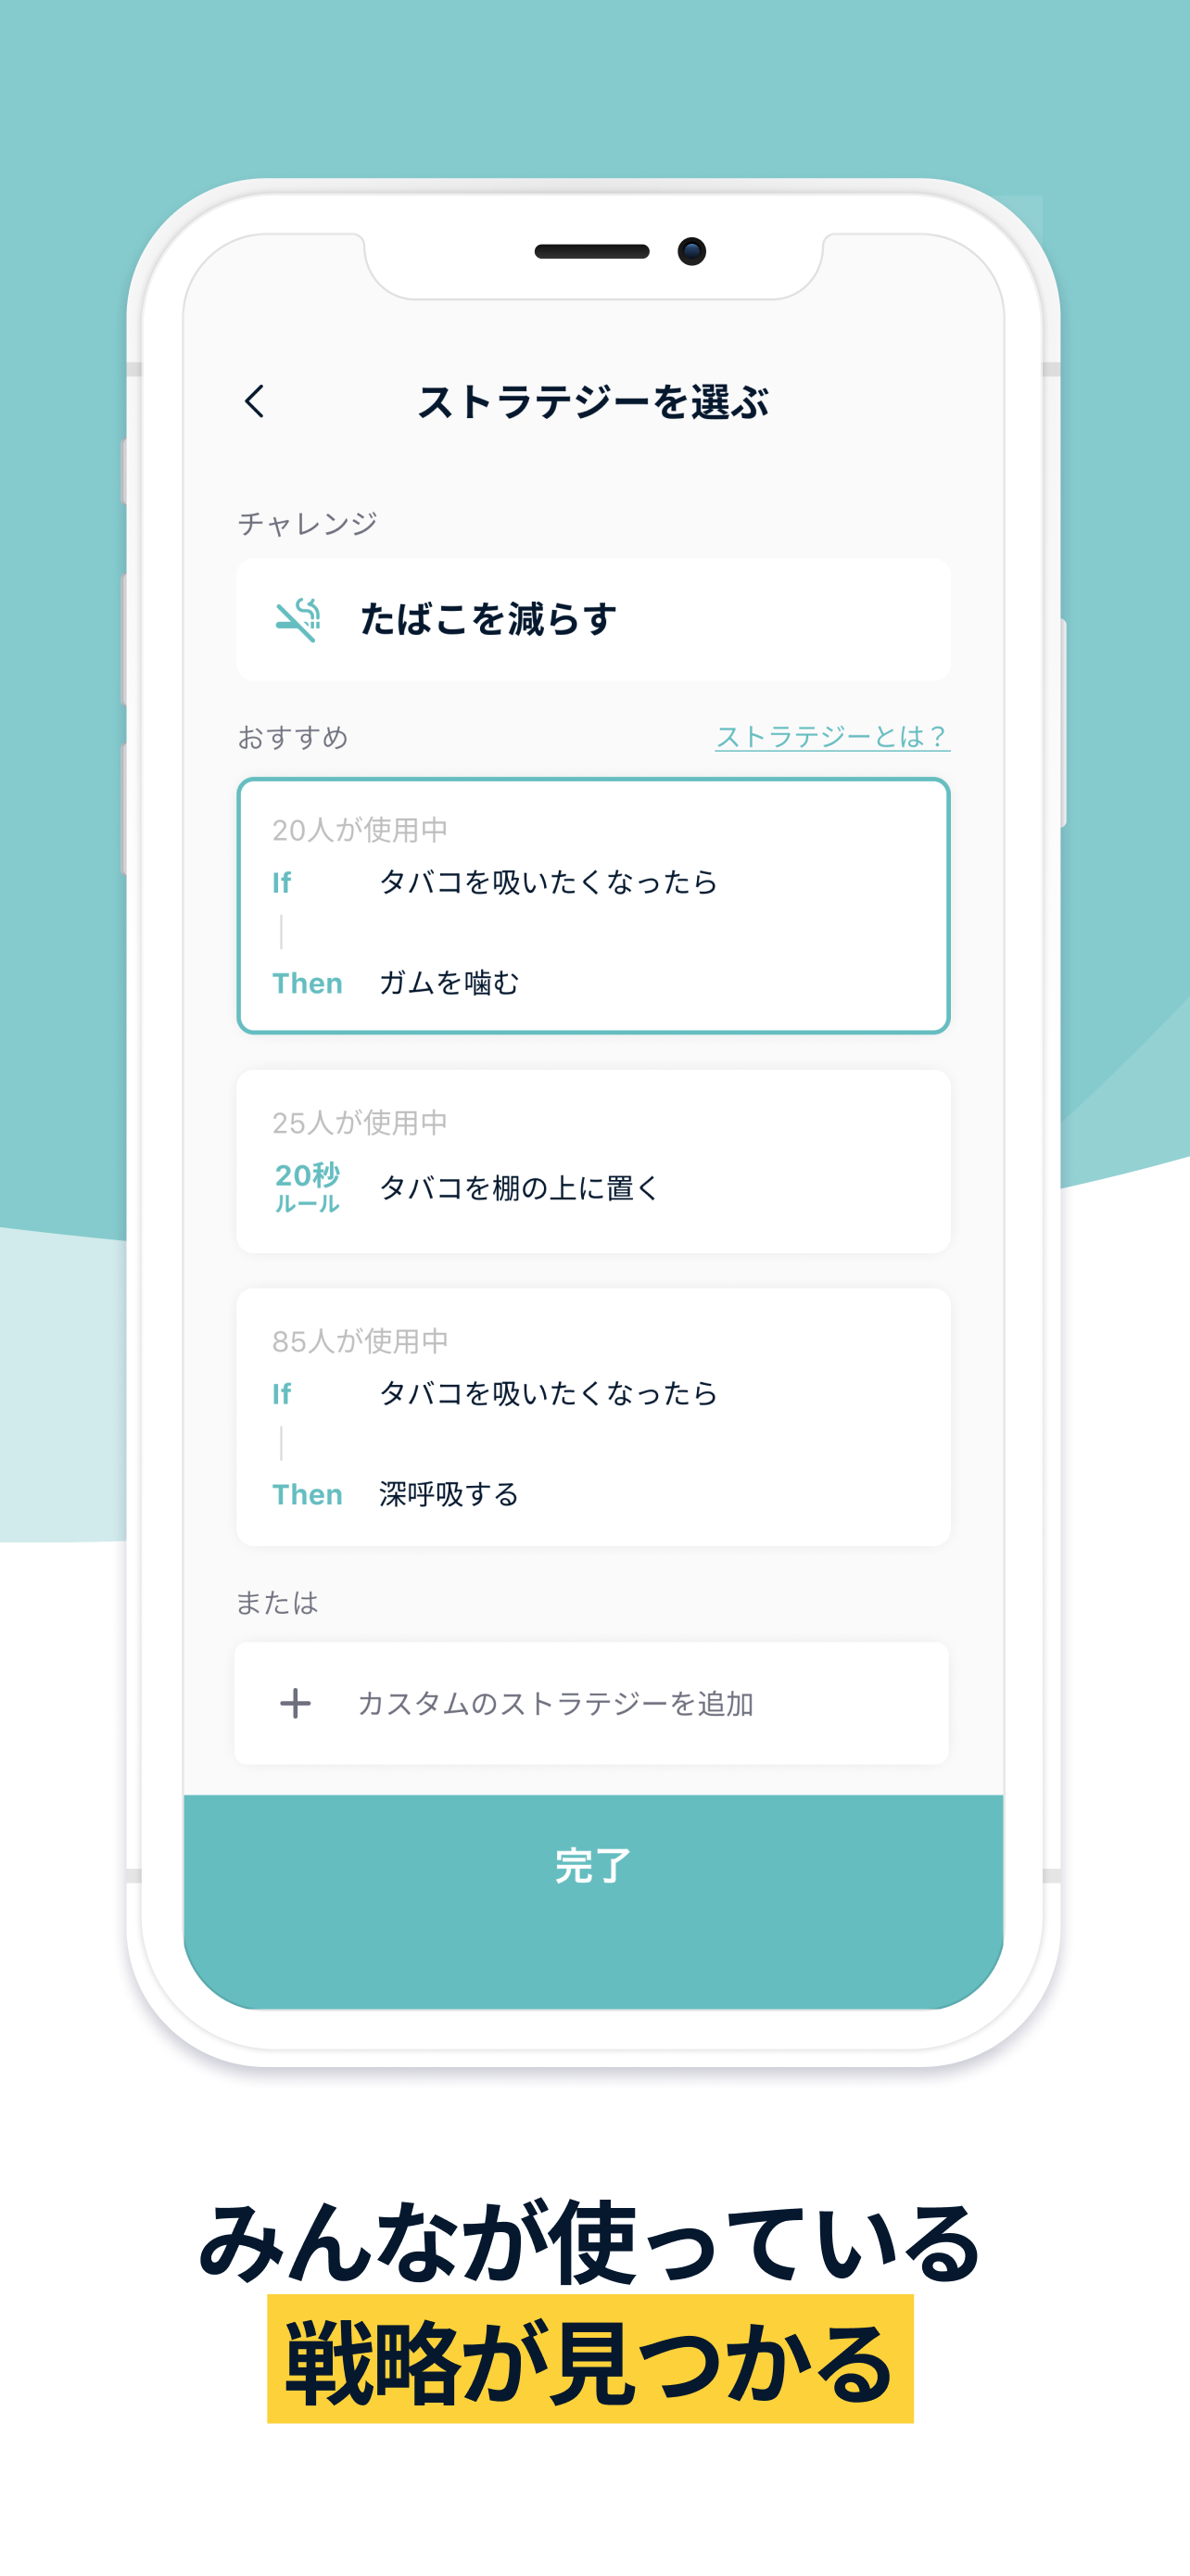 ストラテジーを選ぶ
チャレンジ
たばこを減らす
おすすめ
ストラテジーとは？
20人が使用中
If タバコを吸いたくなったら
Then ガムを噛む
25人が使用中
20秒
ルール
タバコを棚の上に置く
85人が使用中
If タバコを吸いたくなったら
Then 深呼吸する
または
カスタムのストラテジーを追加
完了
みんなが使っている
戦略が見つかる